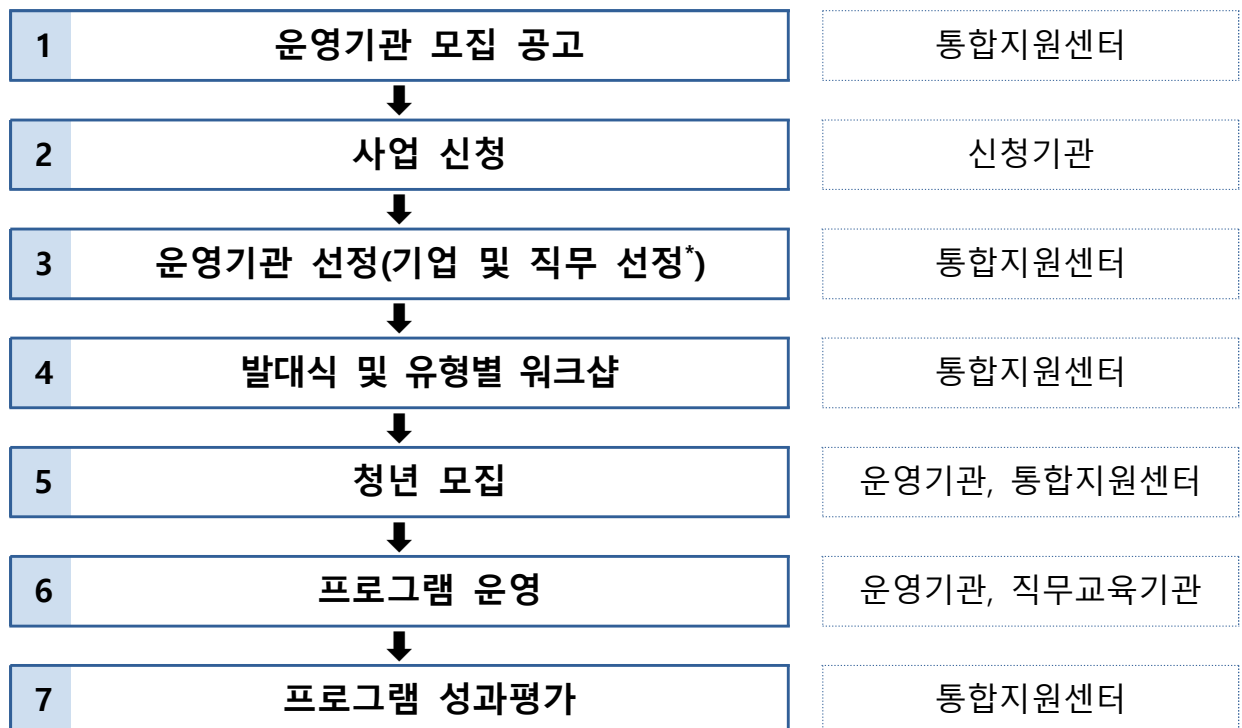 1 운영기관 모집 공고 통합지원센터
2 사업 신청 신청기관
3 운영기관 선정(기업 및 직무 선정*) 통합지원센터
4 발대식 및 유형별 워크샵 통합지원센터
5 청년 모집 운영기관, 통합지원센터
6 프로그램 운영 운영기관, 직무교육기관
7 프로그램 성과평가 통합지원센터